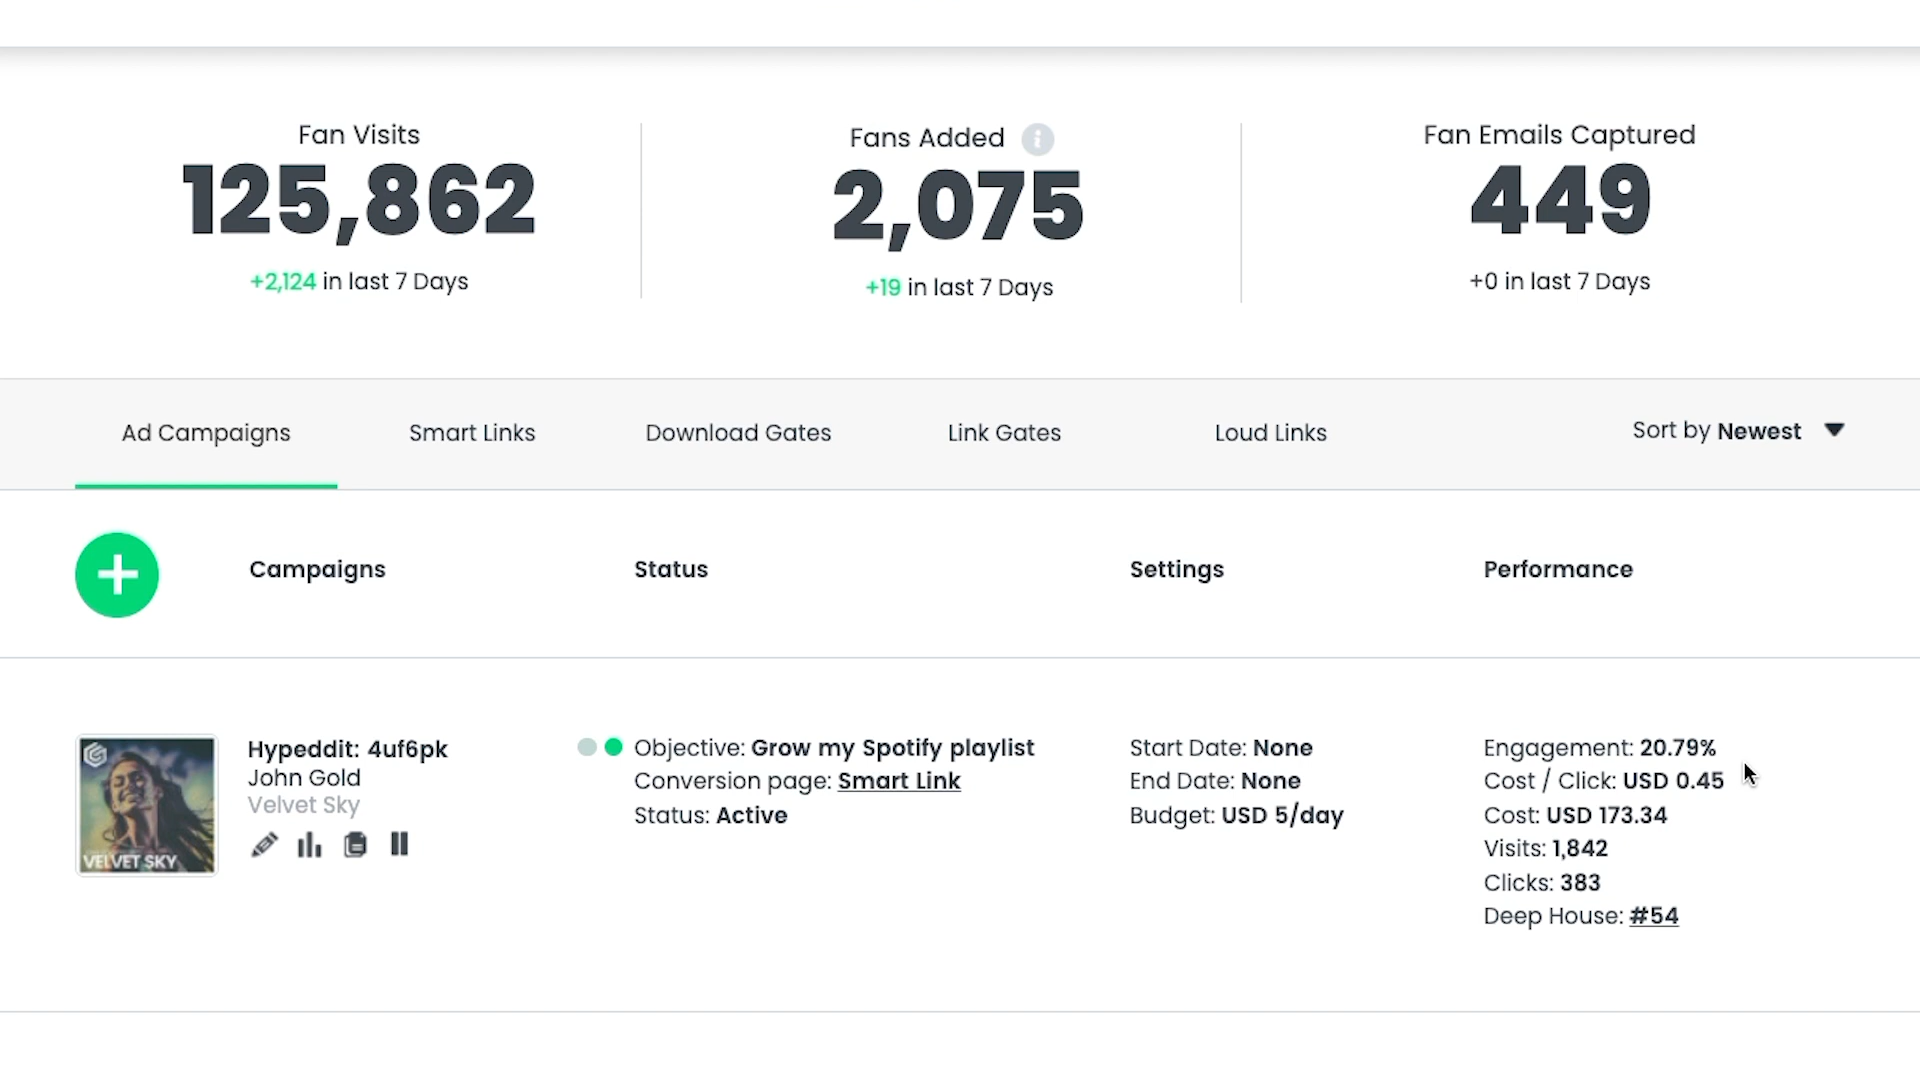 Fan Visits
125,862
+2,124 in last 7 Days
Fans Added
2,075
+19 in last 7 Days
Fan Emails Captured
449
+0 in last 7 Days
Ad Campaigns
Smart Links
Download Gates
Link Gates
Loud Links
Sort by Newest
Campaigns
Status
Settings
Performance
VELVET SKY
Hypeddit: 4uf6pk
John Gold
Velvet Sky
Objective: Grow my Spotify playlist
Conversion page: Smart Link
Status: Active
Start Date: None
End Date: None
Budget: USD 5/day
Engagement: 20.79%
Cost / Click: USD 0.45
Cost: USD 173.34
Visits: 1,842
Clicks: 383
Deep House: #54